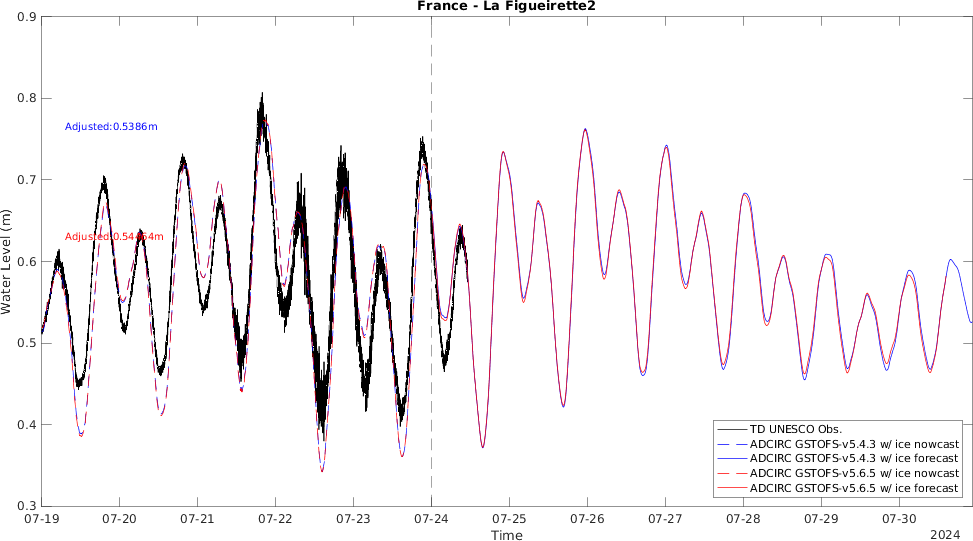 France - La Figueirette2
0.9
0.8
0.7
0.6
0.5
0.4
0.3
Water Level (m)
Adjusted:0.5386m
Adjusted:0.54464m
TD UNESCO Obs.
ADCIRC GSTOFS-v5.4.3 w/ ice nowcast
ADCIRC GSTOFS-v5.4.3 w/ ice forecast
ADCIRC GSTOFS-v5.6.5 w/ ice nowcast
ADCIRC GSTOFS-v5.6.5 w/ ice forecast
07-19 07-20 07-21 07-22 07-23 07-24 07-25 07-26 07-27 07-28 07-29 07-30
Time
2024